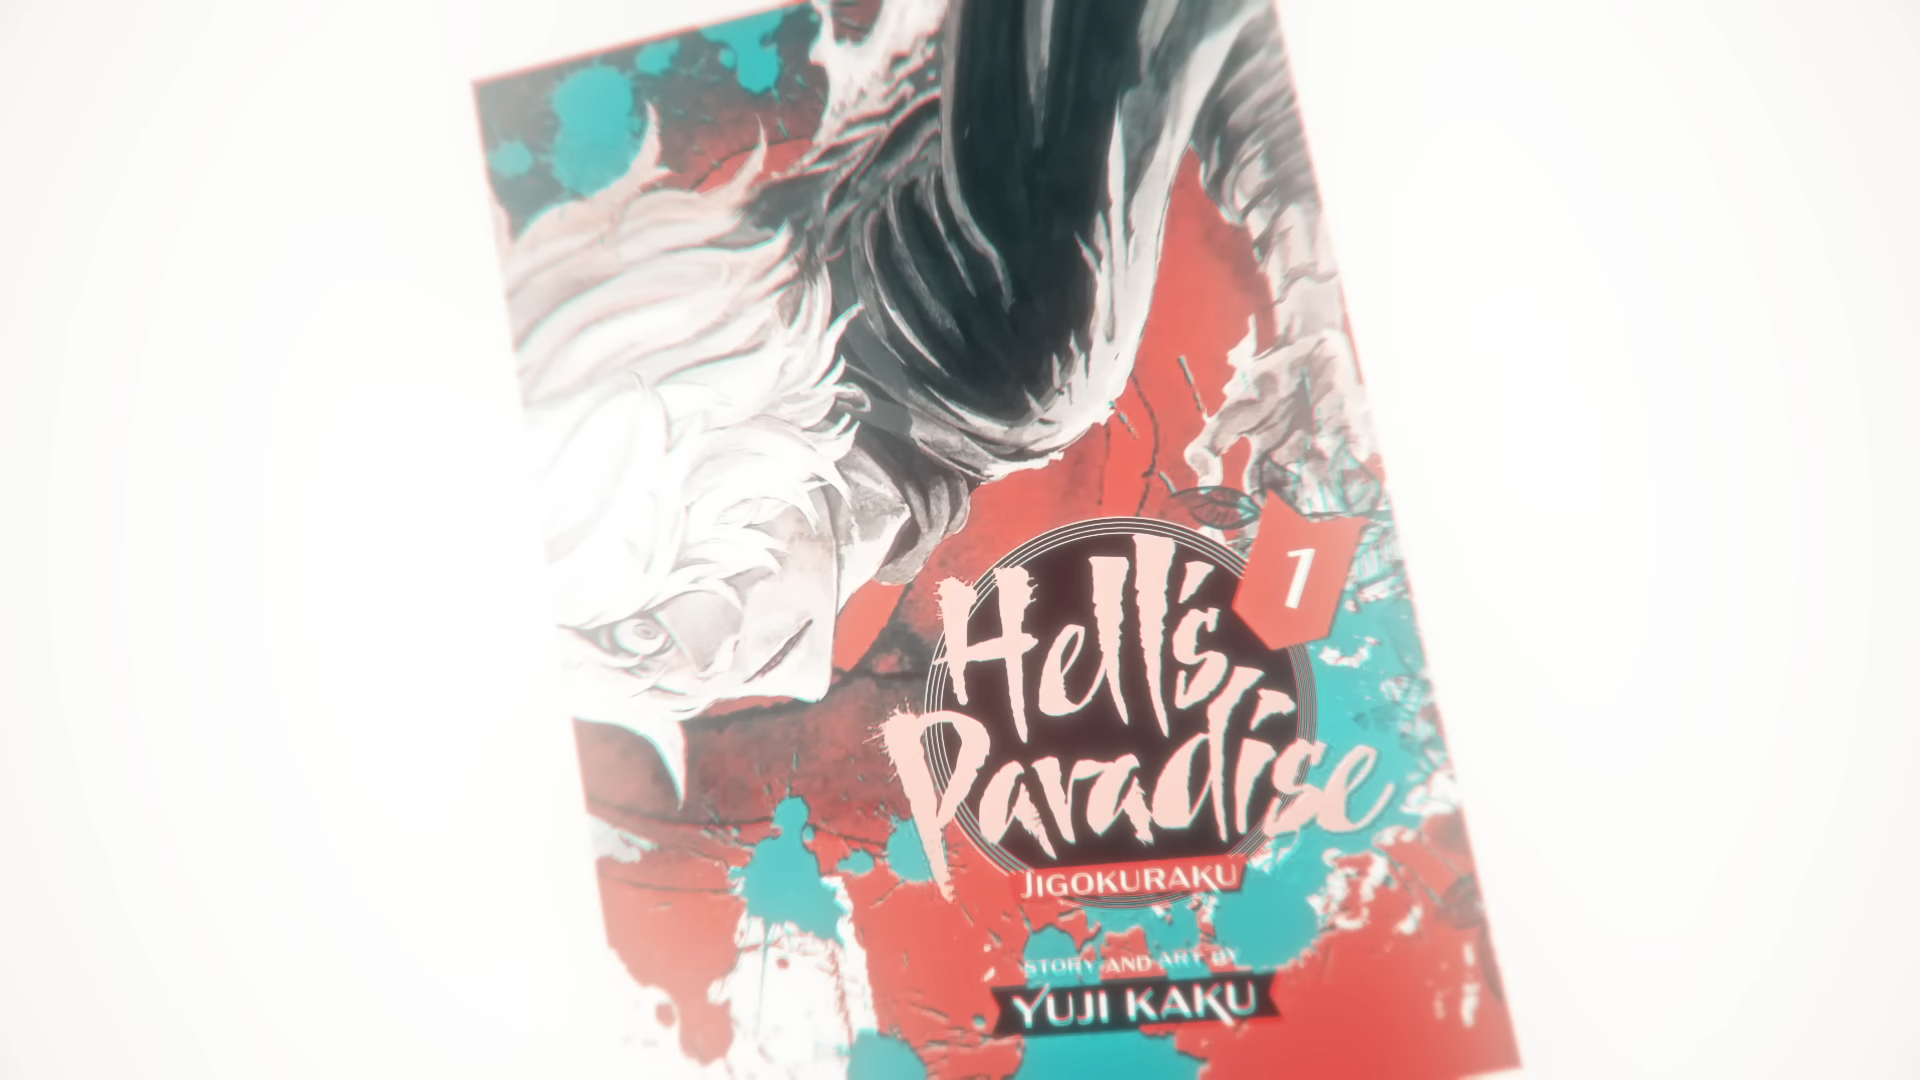 1
Hell's
Paradise
JIGOKURAKU
STORY AND ART BY
YUJI KAKU